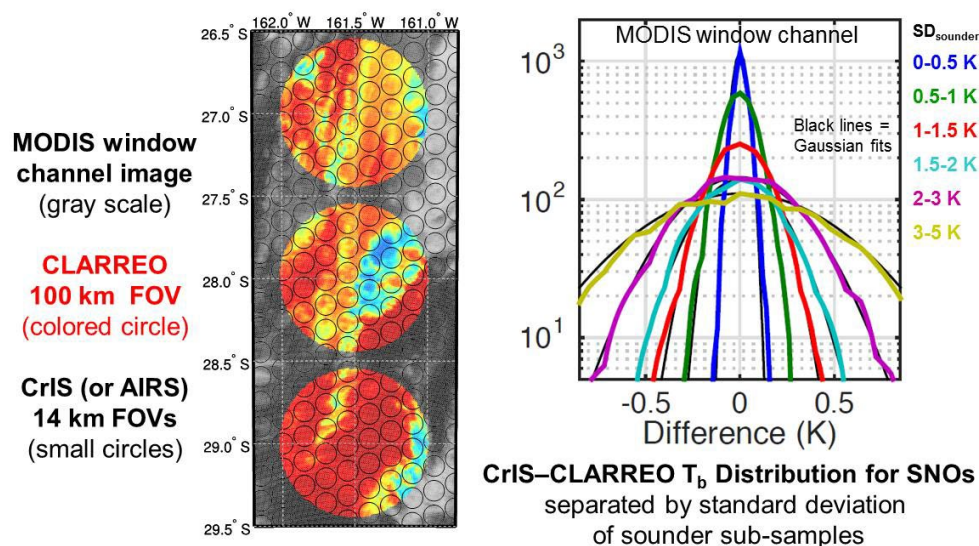 162.0° W 161.5° W 161.0° W
26.5° S
27.0° S
27.5° S
28.0° S
28.5° S
29.0° S
29.5° S
MODIS window
channel image
(gray scale)
CLARREO
100 km FOV
(colored circle)
CrIS (or AIRS)
14 km FOVs
(small circles)
MODIS window channel
10³
10²
10¹
Black lines =
Gaussian fits
SDsounder
0-0.5 K
0.5-1 K
1-1.5 K
1.5-2 K
2-3 K
3-5 K
-0.5 0 0.5
Difference (K)
CrIS–CLARREO Tb Distribution for SNOs
separated by standard deviation
of sounder sub-samples